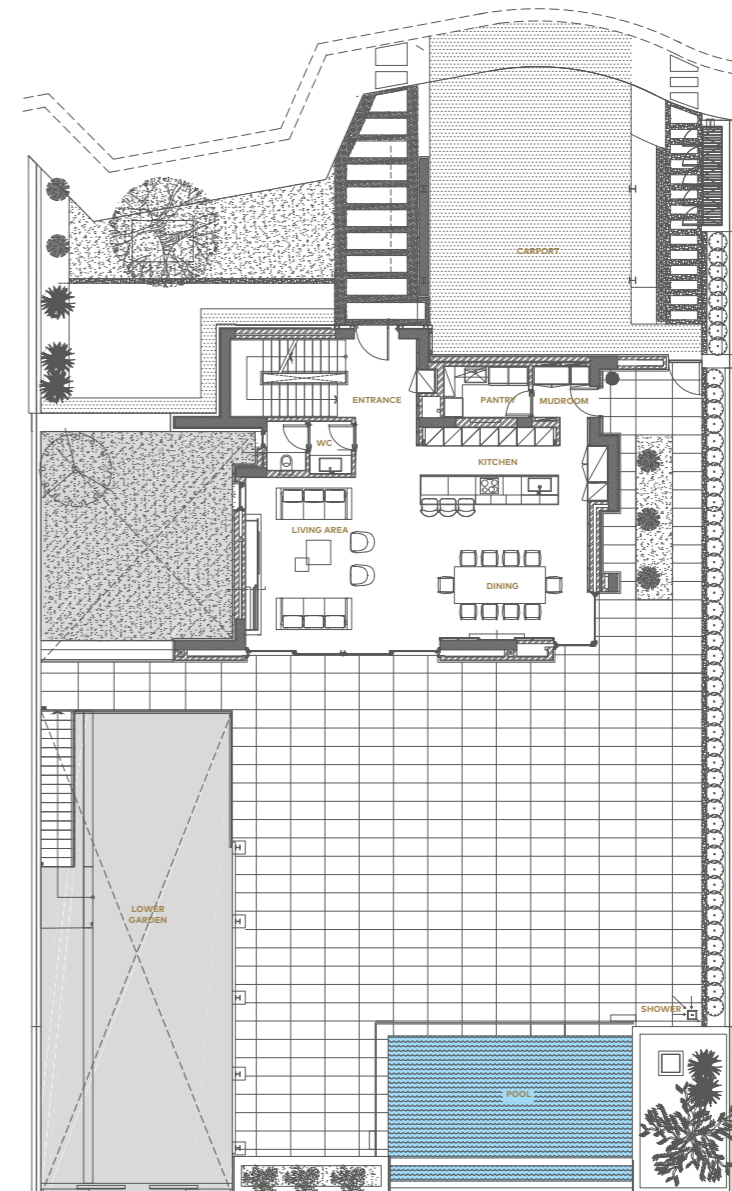 CARPORT
ENTRANCE
PANTRY
MUDROOM
WC
KITCHEN
LIVING AREA
DINING
LOWER
GARDEN
SHOWER
POOL